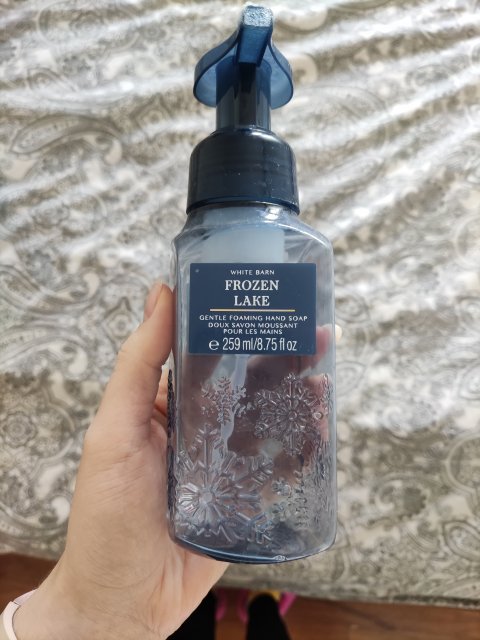 WHITE BARN
FROZEN
LAKE
GENTLE FOAMING HAND SOAP
DOUX SAVON MOUSSANT
POUR LES MAINS
℮ 259 ml/8.75 fl oz